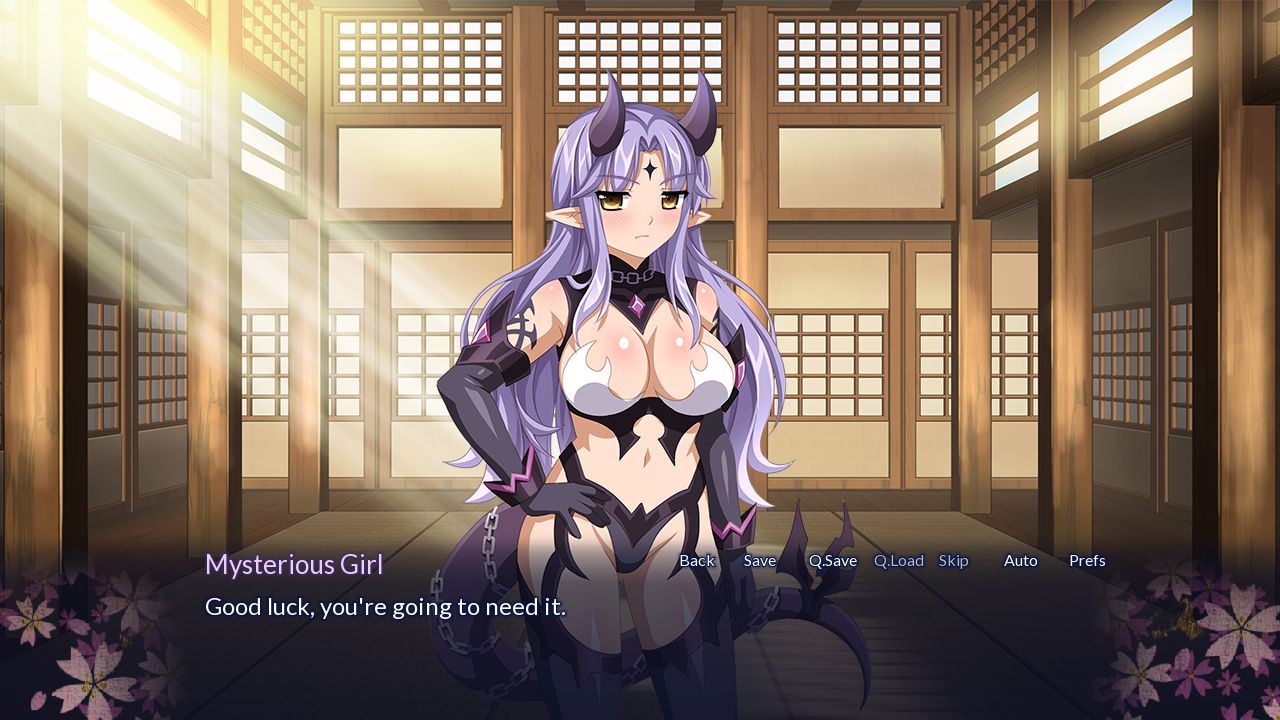 Mysterious Girl
Back Save Q.Save Q.Load Skip Auto Prefs
Good luck, you're going to need it.